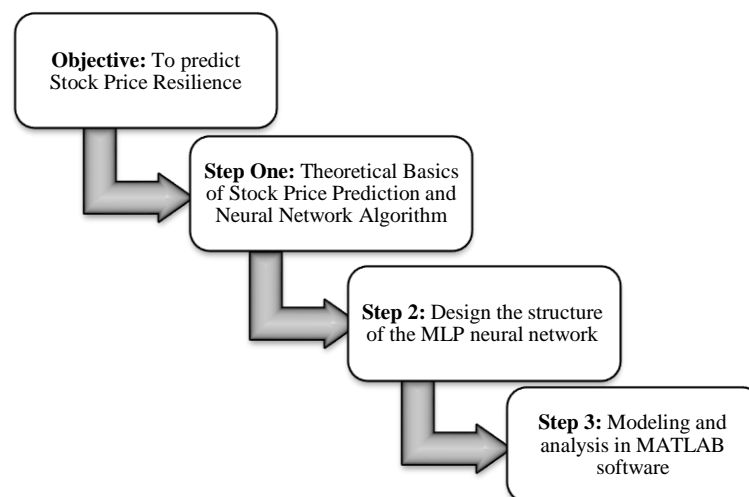 Objective: To predict
Stock Price Resilience
Step One: Theoretical Basics
of Stock Price Prediction and
Neural Network Algorithm
Step 2: Design the structure
of the MLP neural network
Step 3: Modeling and
analysis in MATLAB
software